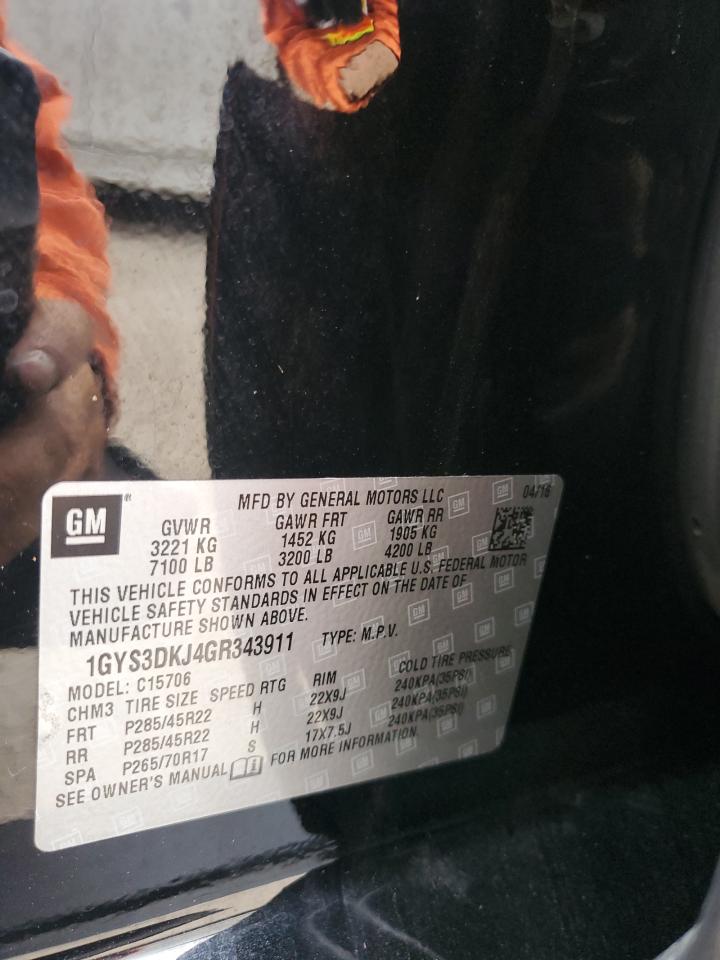 GM
®
MFD BY GENERAL MOTORS LLC 04/16
GVWR GAWR FRT GAWR RR
3221 KG 1452 KG 1905 KG
7100 LB 3200 LB 4200 LB
THIS VEHICLE CONFORMS TO ALL APPLICABLE U.S. FEDERAL MOTOR
VEHICLE SAFETY STANDARDS IN EFFECT ON THE DATE OF
MANUFACTURE SHOWN ABOVE.
1GYS3DKJ4GR343911 TYPE: M.P.V.
MODEL: C15706
CHM3 TIRE SIZE SPEED RTG RIM COLD TIRE PRESSURE
FRT P285/45R22 H 22X9J 240KPA(35PSI)
RR P285/45R22 H 22X9J 240KPA(35PSI)
SPA P265/70R17 S 17X7.5J 240KPA(35PSI)
SEE OWNER'S MANUAL FOR MORE INFORMATION